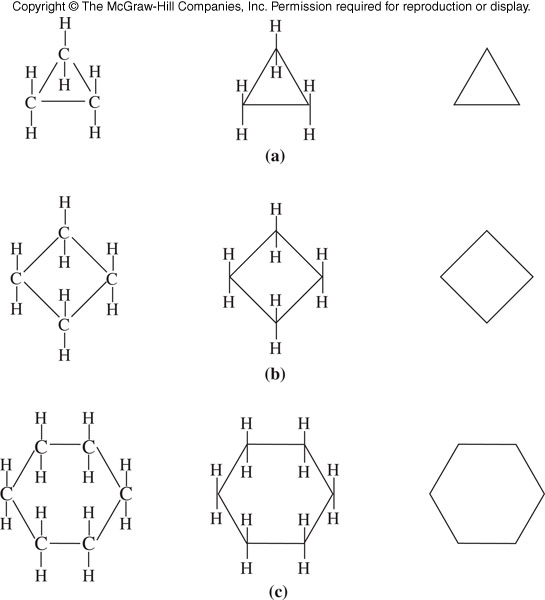 Copyright © The McGraw-Hill Companies, Inc. Permission required for reproduction or display.
H H
C
H H H H H H
C C
H H H H
(a)
H H
C
H H H H H H
C C
H H H H H H
C
H H
(b)
H H H H
C C
H H H H H H H H
C C
H H H H H H H H
C C
H H H H
(c)